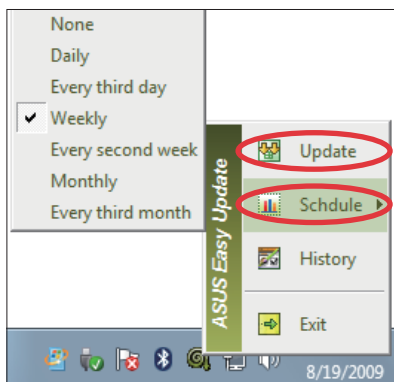 None
Daily
Every third day
Weekly
Every second week
Monthly
Every third month
ASUS Easy Update
Update
Schdule
History
Exit
8/19/2009